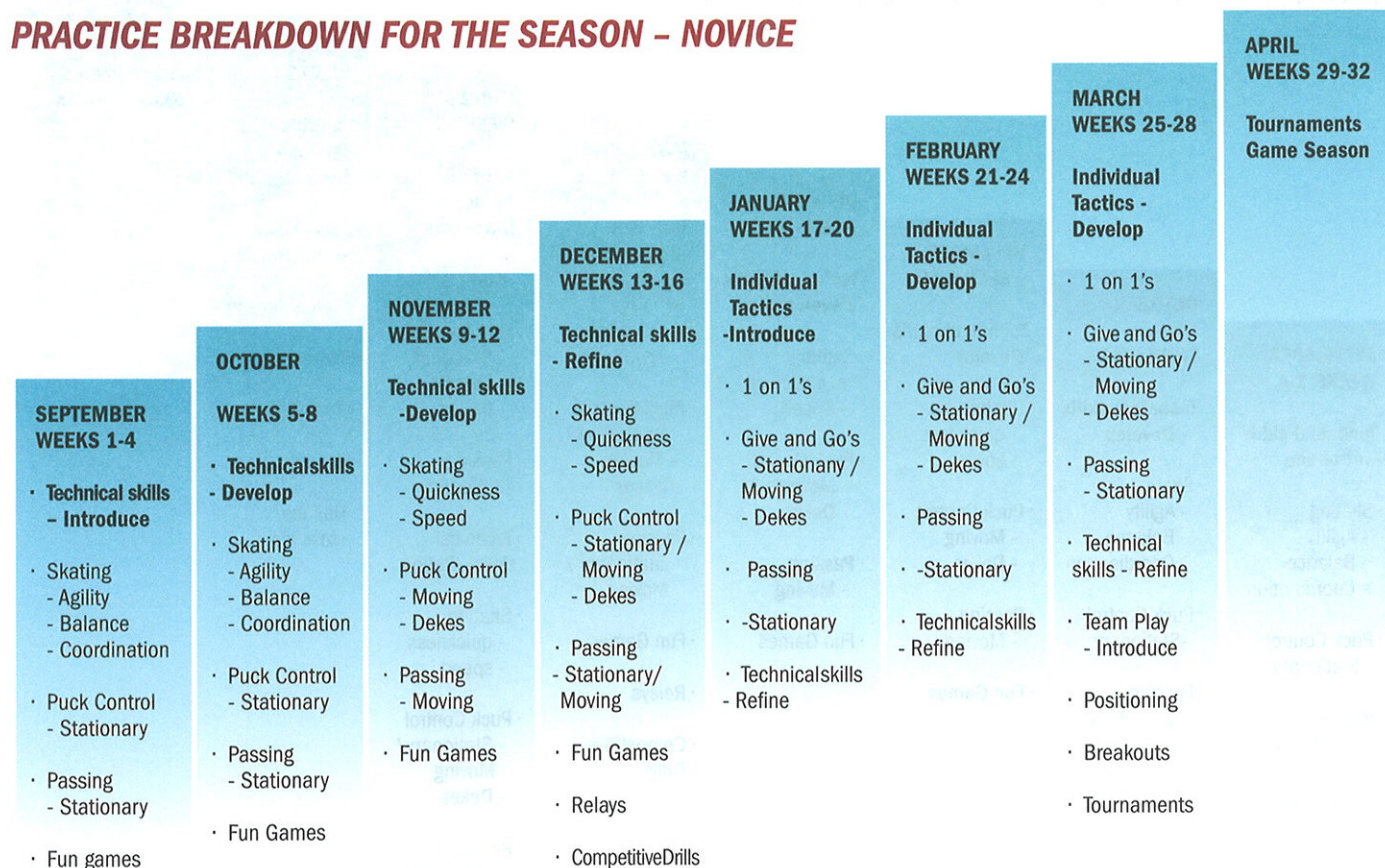 PRACTICE BREAKDOWN FOR THE SEASON – NOVICE
SEPTEMBER
WEEKS 1-4
· Technical skills
– Introduce
· Skating
- Agility
- Balance
- Coordination
· Puck Control
- Stationary
· Passing
- Stationary
· Fun games
OCTOBER
WEEKS 5-8
· Technicalskills
- Develop
· Skating
- Agility
- Balance
- Coordination
· Puck Control
- Stationary
· Passing
- Stationary
· Fun Games
NOVEMBER
WEEKS 9-12
Technical skills
-Develop
· Skating
- Quickness
- Speed
· Puck Control
- Moving
- Dekes
· Passing
- Moving
· Fun Games
DECEMBER
WEEKS 13-16
Technical skills
- Refine
· Skating
- Quickness
- Speed
· Puck Control
- Stationary /
Moving
- Dekes
· Passing
- Stationary/
Moving
· Fun Games
· Relays
· CompetitiveDrills
JANUARY
WEEKS 17-20
Individual
Tactics
-Introduce
· 1 on 1's
· Give and Go's
- Stationany /
Moving
- Dekes
· Passing
· -Stationary
· Technicalskills
- Refine
FEBRUARY
WEEKS 21-24
Individual
Tactics -
Develop
· 1 on 1's
· Give and Go's
- Stationary /
Moving
- Dekes
· Passing
· -Stationary
· Technicalskills
- Refine
MARCH
WEEKS 25-28
Individual
Tactics -
Develop
· 1 on 1's
· Give and Go's
- Stationary /
Moving
- Dekes
· Passing
- Stationary
· Technical
skills - Refine
· Team Play
- Introduce
· Positioning
· Breakouts
· Tournaments
APRIL
WEEKS 29-32
Tournaments
Game Season